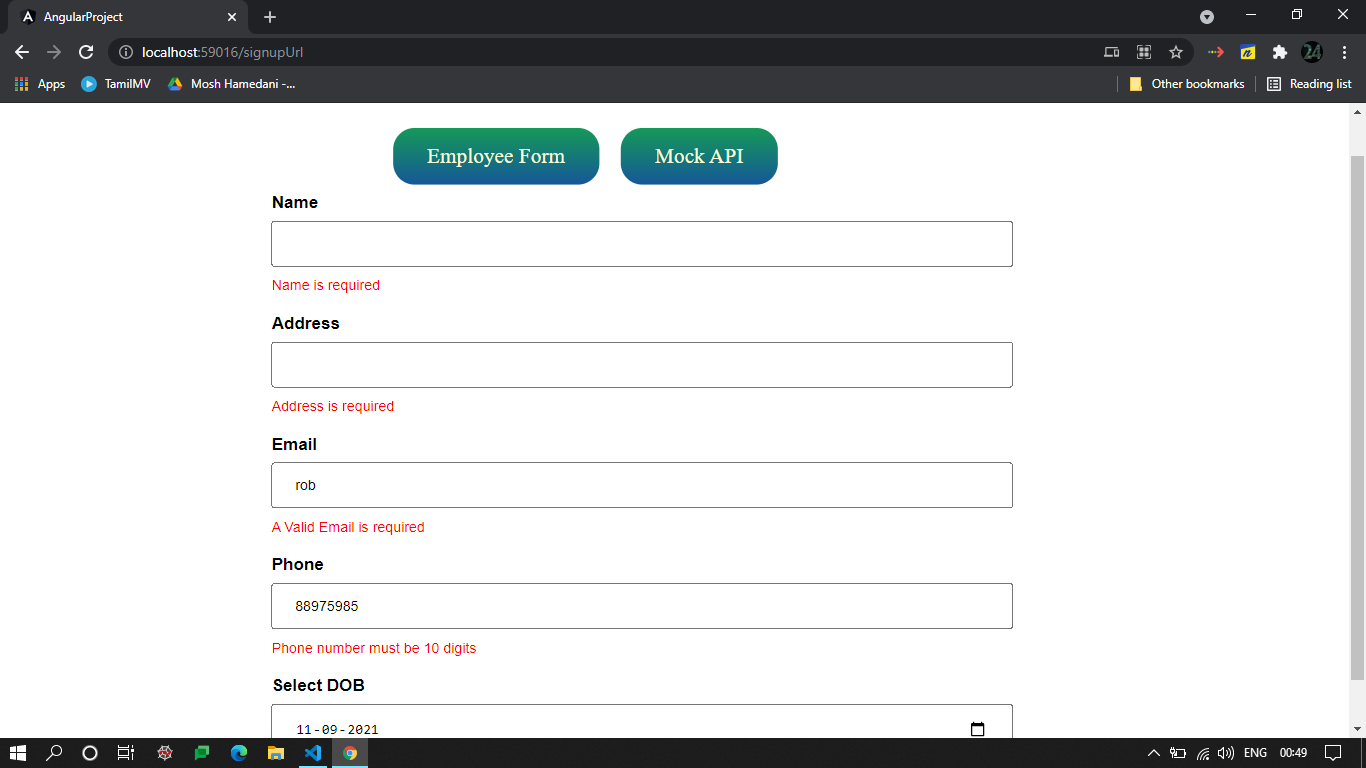 AngularProject
localhost:59016/signupUrl
Apps TamilMV Mosh Hamedani -... Other bookmarks Reading list
Employee Form Mock API
Name
Name is required
Address
Address is required
Email
rob
A Valid Email is required
Phone
88975985
Phone number must be 10 digits
Select DOB
11-09-2021
ENG 00:49